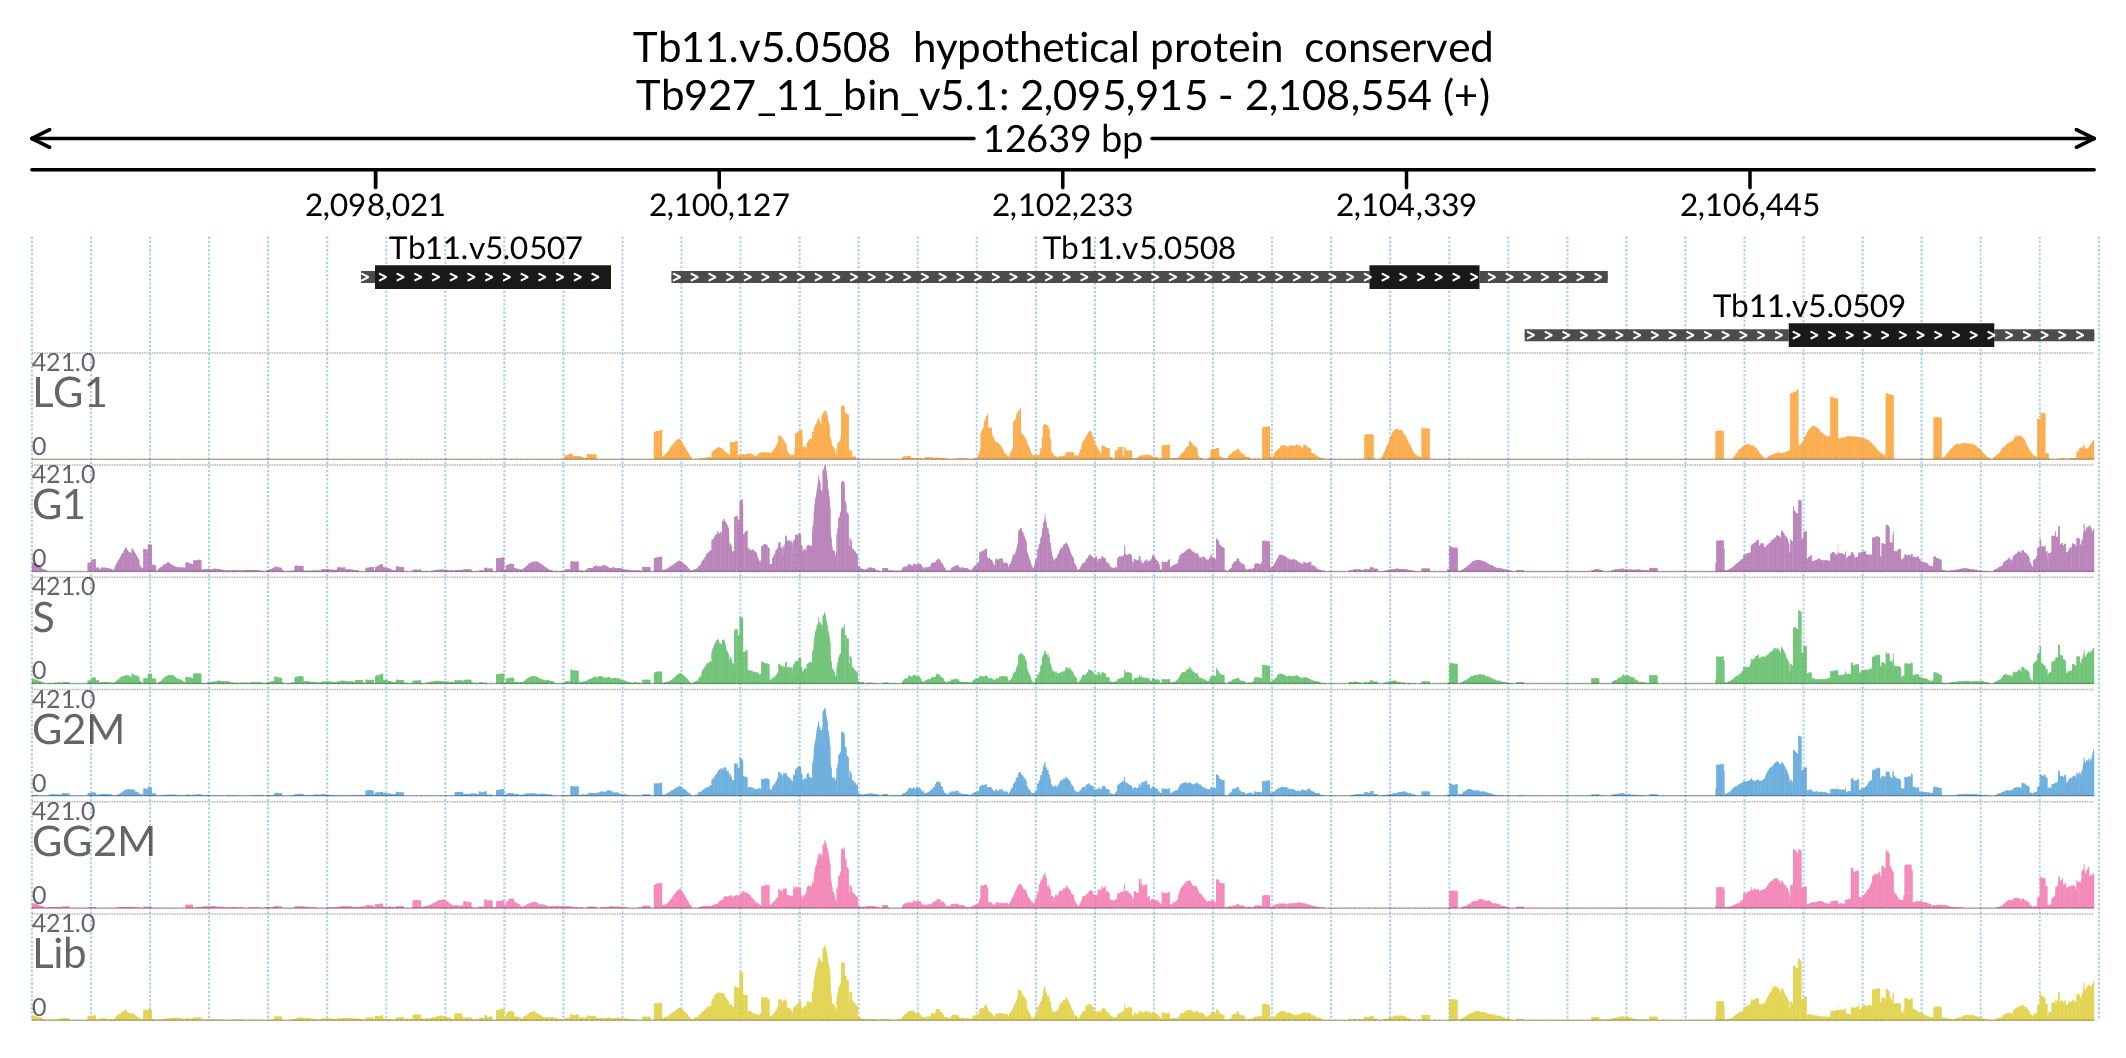 Tb11.v5.0508 hypothetical protein conserved
Tb927_11_bin_v5.1: 2,095,915 - 2,108,554 (+)
12639 bp
2,098,021 2,100,127 2,102,233 2,104,339 2,106,445
Tb11.v5.0507 Tb11.v5.0508
Tb11.v5.0509
421.0
LG1
0
421.0
G1
0
421.0
S
0
421.0
G2M
0
421.0
GG2M
0
421.0
Lib
0